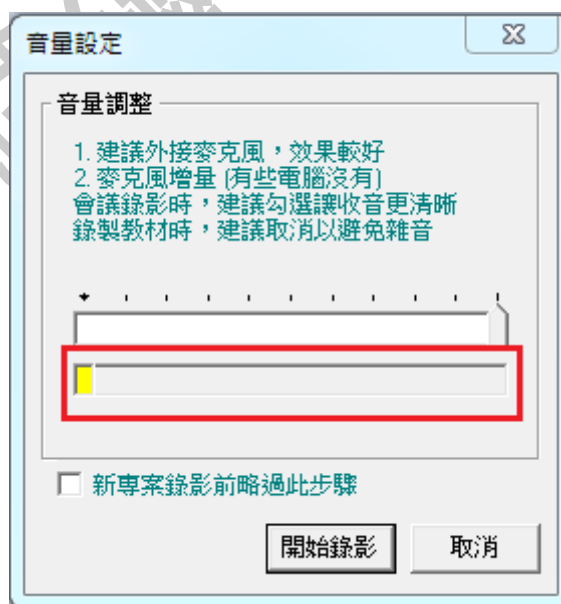 音量設定
音量調整
1. 建議外接麥克風，效果較好
2. 麥克風增量 (有些電腦沒有)
會議錄影時，建議勾選讓收音更清晰
錄製教材時，建議取消以避免雜音
新專案錄影前略過此步驟
開始錄影
取消